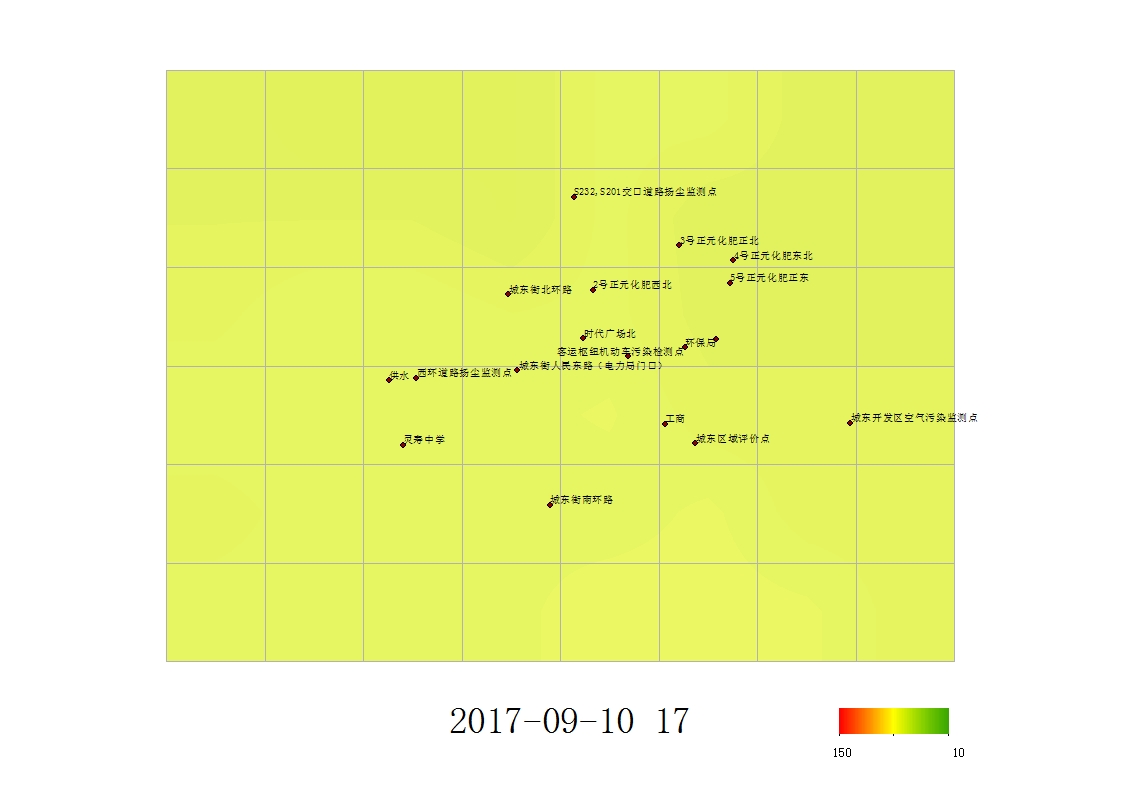 S232,S201交口道路扬尘监测点
3号正元化肥正北
4号正元化肥东北
5号正元化肥正东
2号正元化肥西北
城东街北环路
时代广场北
环保局
客运枢纽机动车污染检测点
城东街人民东路（电力局门口）
西环道路扬尘监测点
供水
工商
城东开发区空气污染监测点
城东区域评价点
灵寿中学
城东街南环路
2017-09-10 17
150
10